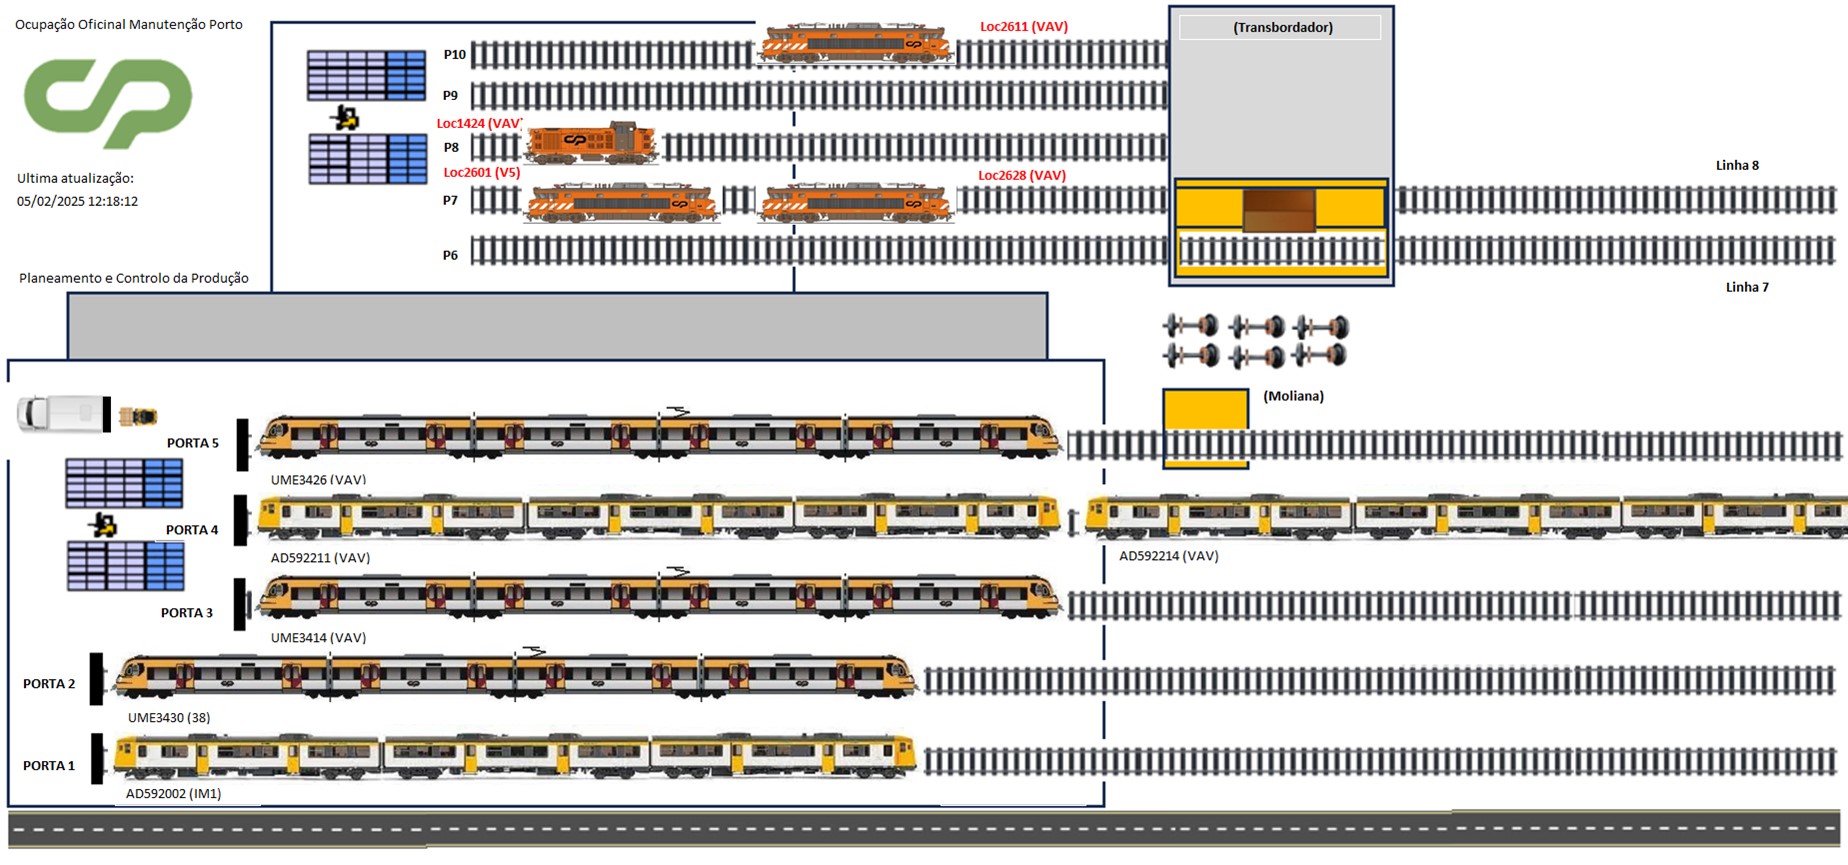 Ocupação Oficinal Manutenção Porto
Loc2611 (VAV)
(Transbordador)
P10
P9
Loc1424 (VAV)
P8
Ultima atualização:
05/02/2025 12:18:12
Loc2601 (V5)
Loc2628 (VAV)
Linha 8
P7
P6
Planeamento e Controlo da Produção
Linha 7
(Moliana)
PORTA 5
UME3426 (VAV)
PORTA 4
AD592211 (VAV)
AD592214 (VAV)
PORTA 3
UME3414 (VAV)
PORTA 2
UME3430 (38)
PORTA 1
AD592002 (IM1)